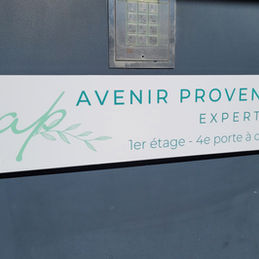 ap
AVENIR PROVEN
EXPERT
1er étage - 4e porte à d